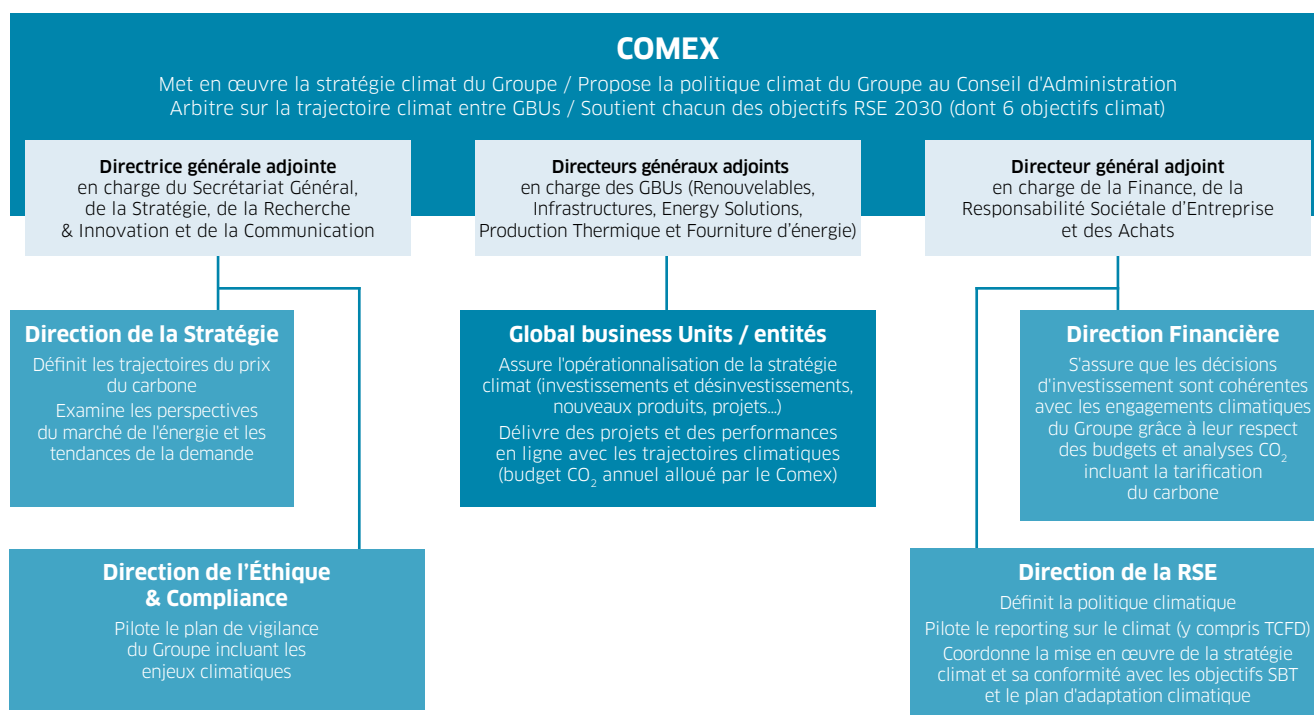 COMEX
Met en œuvre la stratégie climat du Groupe / Propose la politique climat du Groupe au Conseil d'Administration
Arbitre sur la trajectoire climat entre GBUs / Soutient chacun des objectifs RSE 2030 (dont 6 objectifs climat)
Directrice générale adjointe
en charge du Secrétariat Général,
de la Stratégie, de la Recherche
& Innovation et de la Communication
Directeurs généraux adjoints
en charge des GBUs (Renouvelables,
Infrastructures, Energy Solutions,
Production Thermique et Fourniture d'énergie)
Directeur général adjoint
en charge de la Finance, de la
Responsabilité Sociétale d'Entreprise
et des Achats
Direction de la Stratégie
Définit les trajectoires du prix
du carbone
Examine les perspectives
du marché de l'énergie et les
tendances de la demande
Global business Units / entités
Assure l'opérationnalisation de la stratégie
climat (investissements et désinvestissements,
nouveaux produits, projets...)
Délivre des projets et des performances
en ligne avec les trajectoires climatiques
(budget CO₂ annuel alloué par le Comex)
Direction Financière
S'assure que les décisions
d'investissement sont cohérentes
avec les engagements climatiques
du Groupe grâce à leur respect
des budgets et analyses CO₂
incluant la tarification
du carbone
Direction de l'Éthique
& Compliance
Pilote le plan de vigilance
du Groupe incluant les
enjeux climatiques
Direction de la RSE
Définit la politique climatique
Pilote le reporting sur le climat (y compris TCFD)
Coordonne la mise en œuvre de la stratégie
climat et sa conformité avec les objectifs SBT
et le plan d'adaptation climatique